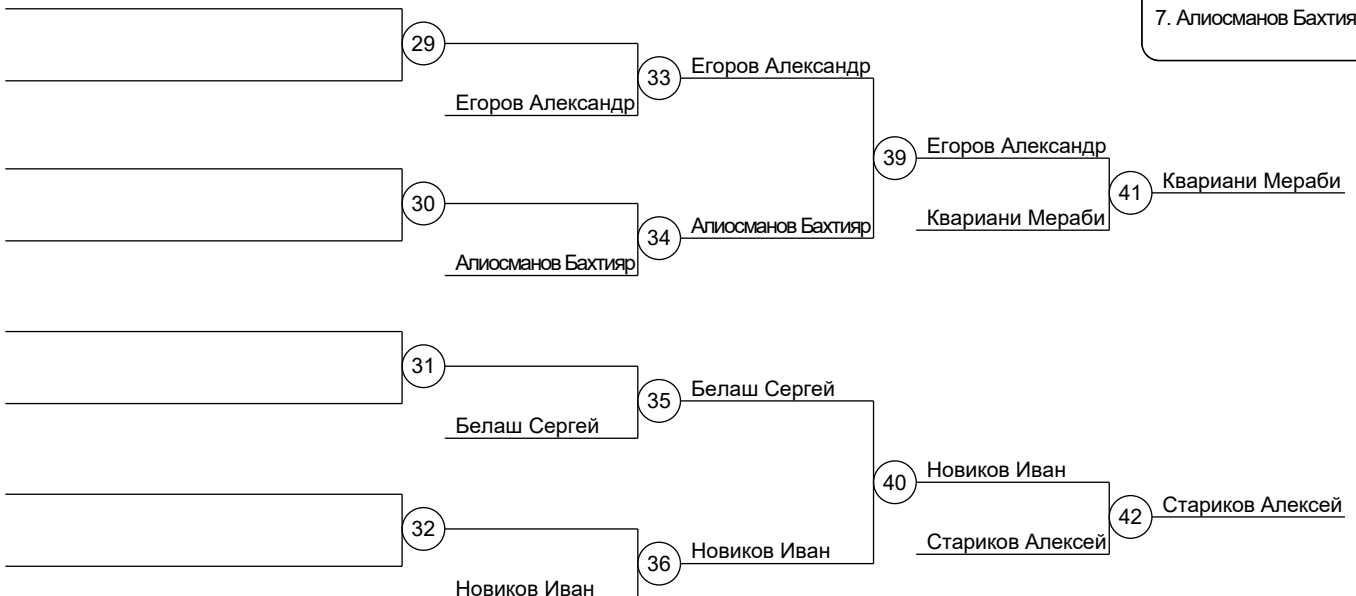 7. Алиосманов Бахтия
29
33
Егоров Александр
Егоров Александр
39
Егоров Александр
41
Квариани Мераби
30
34
Алиосманов Бахтияр
Квариани Мераби
Алиосманов Бахтияр
31
35
Белаш Сергей
Белаш Сергей
40
Новиков Иван
42
Стариков Алексей
32
36
Новиков Иван
Стариков Алексей
Новиков Иван